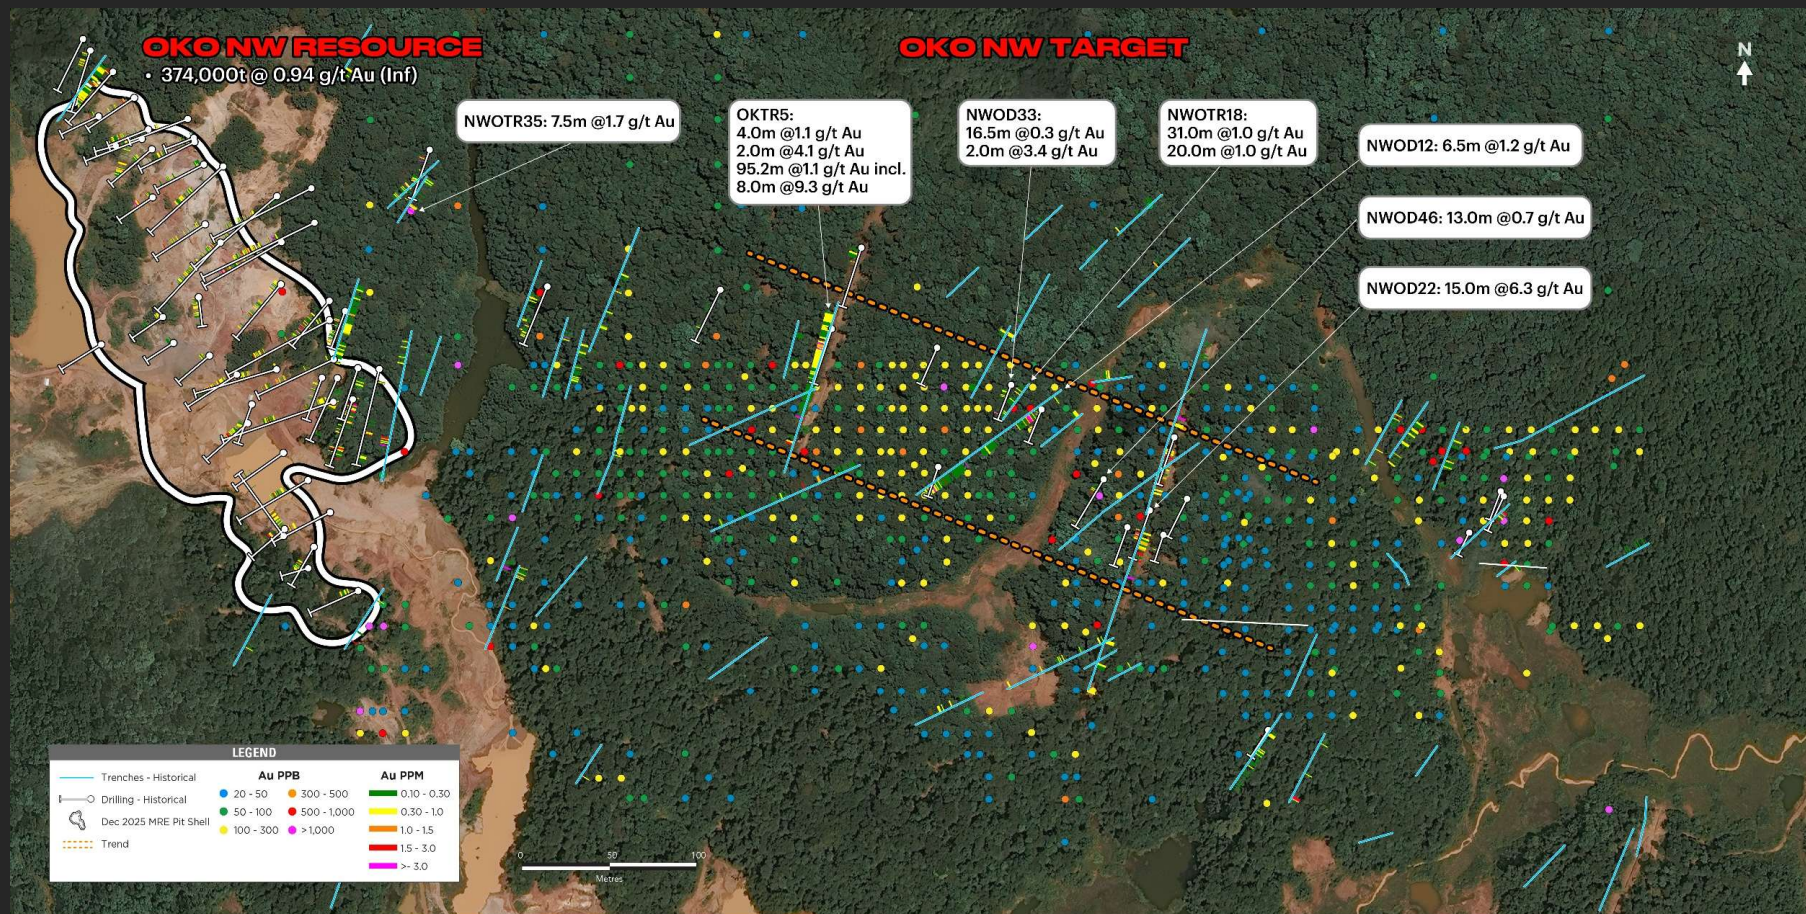 OKO NW RESOURCE
• 374,000t @ 0.94 g/t Au (Inf)
OKO NW TARGET
N
NWOTR35: 7.5m @1.7 g/t Au
OKTR5:
4.0m @1.1 g/t Au
2.0m @4.1 g/t Au
95.2m @1.1 g/t Au incl.
8.0m @9.3 g/t Au
NWOD33:
16.5m @0.3 g/t Au
2.0m @3.4 g/t Au
NWOTR18:
31.0m @1.0 g/t Au
20.0m @1.0 g/t Au
NWOD12: 6.5m @1.2 g/t Au
NWOD46: 13.0m @0.7 g/t Au
NWOD22: 15.0m @6.3 g/t Au
LEGEND
Trenches - Historical
Drilling - Historical
Dec 2025 MRE Pit Shell
Trend
Au PPB
20 - 50
50 - 100
100 - 300
300 - 500
500 - 1,000
>1,000
Au PPM
0.10 - 0.30
0.30 - 1.0
1.0 - 1.5
1.5 - 3.0
>- 3.0
0 50 100
Metres